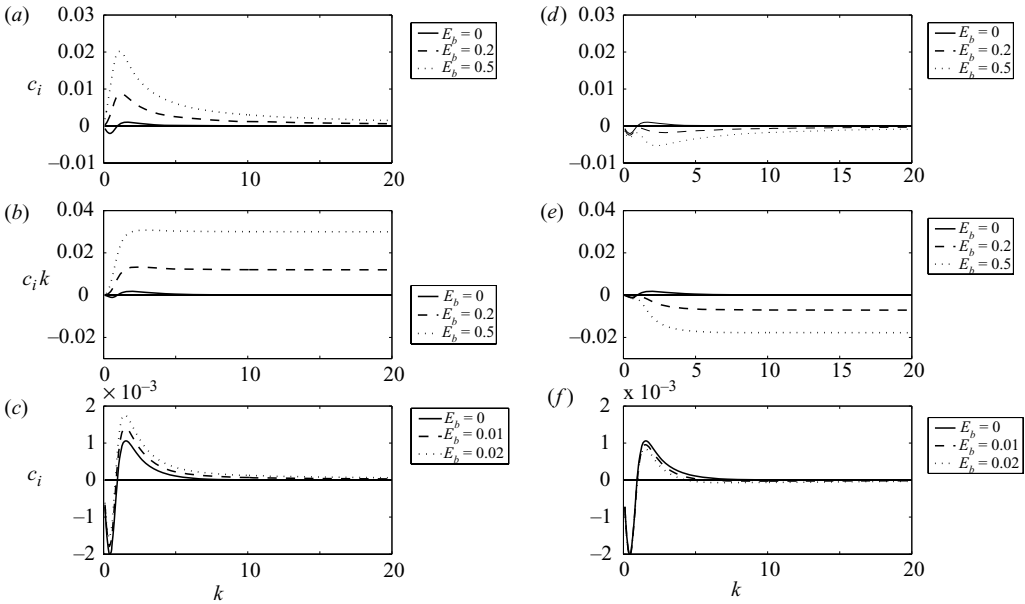 (a)
0.03
0.02
0.01
0
–0.01
c_i
0
10
20
E_b = 0
E_b = 0.2
E_b = 0.5
(d)
0.03
0.02
0.01
0
–0.01
0
5
10
15
20
E_b = 0
E_b = 0.2
E_b = 0.5
(b)
0.04
0.02
0
–0.02
c_i k
0
10
20
E_b = 0
E_b = 0.2
E_b = 0.5
(e)
0.04
0.02
0
–0.02
0
5
10
15
20
E_b = 0
E_b = 0.2
E_b = 0.5
(c)
× 10⁻³
2
1
0
–1
–2
c_i
0
10
20
k
E_b = 0
E_b = 0.01
E_b = 0.02
(f)
x 10⁻³
2
1
0
–1
–2
0
10
20
k
E_b = 0
E_b = 0.01
E_b = 0.02